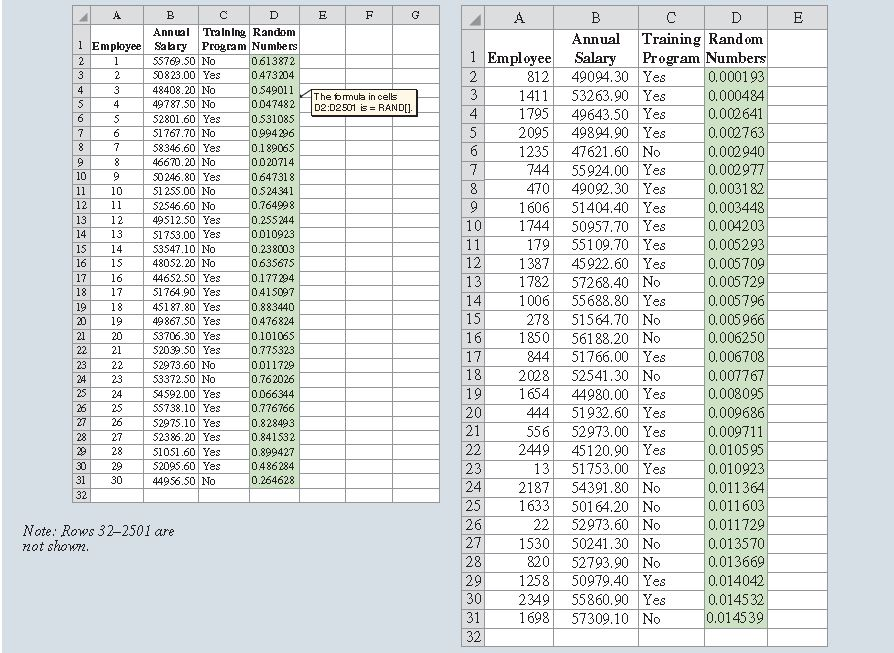 A B C D E F G
Annual Training Random
1 Employee Salary Program Numbers
2 1 55769.50 No 0.613872
3 2 50823.00 Yes 0.473204
4 3 48408.20 No 0.549011
5 4 49787.50 No 0.047482
6 5 52801.60 Yes 0.531085
7 6 51767.70 No 0.994296
8 7 58346.60 Yes 0.189065
9 8 46670.20 No 0.020714
10 9 50246.80 Yes 0.647318
11 10 51255.00 No 0.524341
12 11 52546.60 No 0.764998
13 12 49512.50 Yes 0.255244
14 13 51753.00 Yes 0.010923
15 14 53547.10 No 0.238003
16 15 48052.20 No 0.635675
17 16 44652.50 Yes 0.177294
18 17 51764.90 Yes 0.415097
19 18 45187.80 Yes 0.883440
20 19 49867.50 Yes 0.476824
21 20 53706.30 Yes 0.101065
22 21 52039.50 Yes 0.775323
23 22 52973.60 No 0.011729
24 23 53372.50 No 0.762026
25 24 54592.00 Yes 0.066344
26 25 55738.10 Yes 0.776766
27 26 52975.10 Yes 0.828493
28 27 52386.20 Yes 0.841532
29 28 51051.60 Yes 0.899427
30 29 52095.60 Yes 0.486284
31 30 44956.50 No 0.264628
32
The formula in cells
D2:D2501 is = RAND[].
Note: Rows 32–2501 are
not shown.
A B C D E
Annual Training Random
1 Employee Salary Program Numbers
2 812 49094.30 Yes 0.000193
3 1411 53263.90 Yes 0.000484
4 1795 49643.50 Yes 0.002641
5 2095 49894.90 Yes 0.002763
6 1235 47621.60 No 0.002940
7 744 55924.00 Yes 0.002977
8 470 49092.30 Yes 0.003182
9 1606 51404.40 Yes 0.003448
10 1744 50957.70 Yes 0.004203
11 179 55109.70 Yes 0.005293
12 1387 45922.60 Yes 0.005709
13 1782 57268.40 No 0.005729
14 1006 55688.80 Yes 0.005796
15 278 51564.70 No 0.005966
16 1850 56188.20 No 0.006250
17 844 51766.00 Yes 0.006708
18 2028 52541.30 No 0.007767
19 1654 44980.00 Yes 0.008095
20 444 51932.60 Yes 0.009686
21 556 52973.00 Yes 0.009711
22 2449 45120.90 Yes 0.010595
23 13 51753.00 Yes 0.010923
24 2187 54391.80 No 0.011364
25 1633 50164.20 No 0.011603
26 22 52973.60 No 0.011729
27 1530 50241.30 No 0.013570
28 820 52793.90 No 0.013669
29 1258 50979.40 Yes 0.014042
30 2349 55860.90 Yes 0.014532
31 1698 57309.10 No 0.014539
32